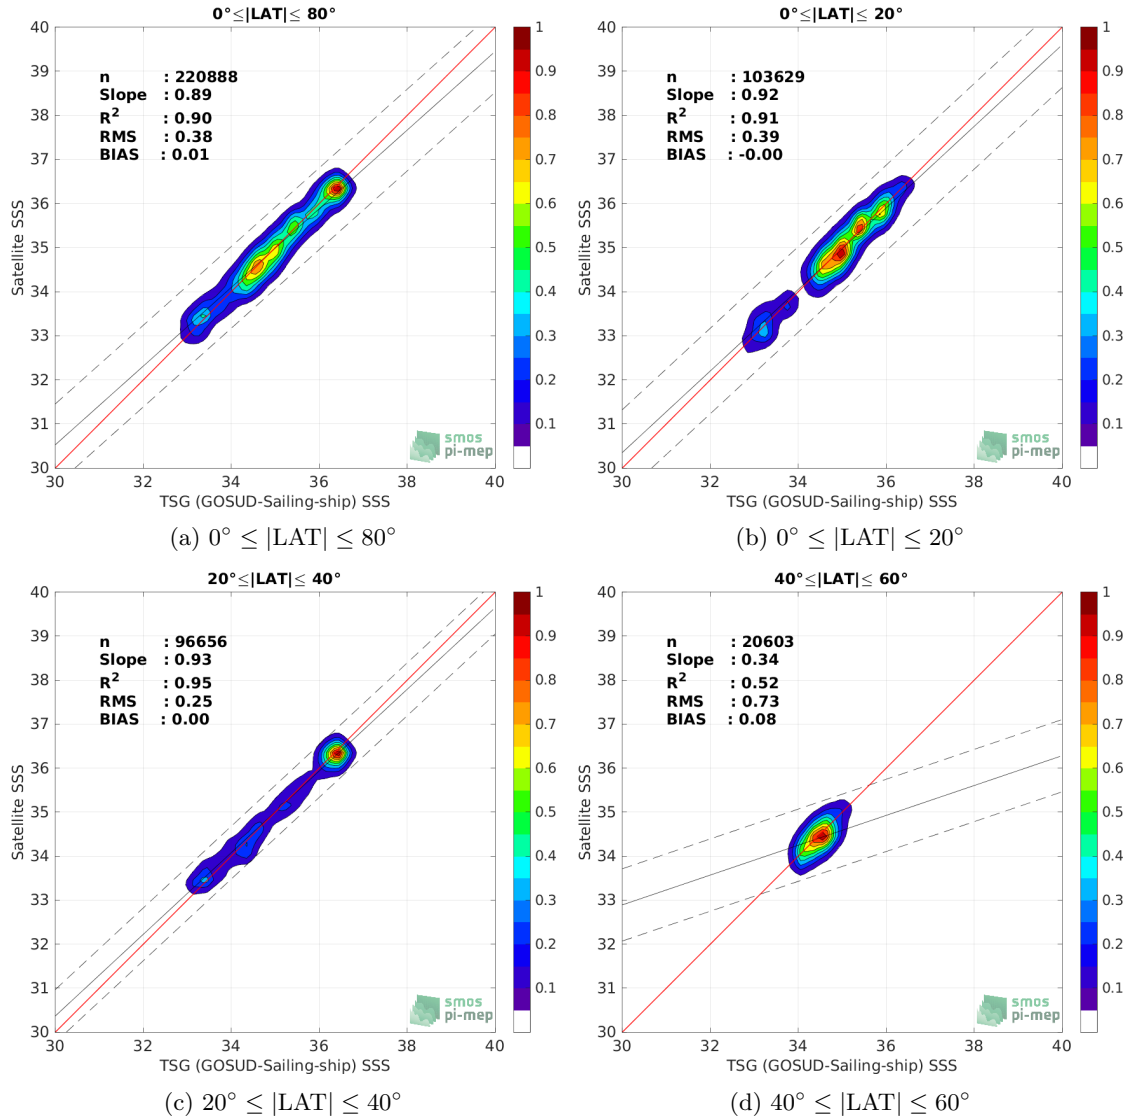 0°≤|LAT|≤ 80°
40
39
38
37
36
35
34
33
32
31
30
Satellite SSS
n : 220888
Slope : 0.89
R² : 0.90
RMS : 0.38
BIAS : 0.01
smos
pi-mep
30 32 34 36 38 40
TSG (GOSUD-Sailing-ship) SSS
1
0.9
0.8
0.7
0.6
0.5
0.4
0.3
0.2
0.1
(a) 0° ≤ |LAT| ≤ 80°
0°≤|LAT|≤ 20°
40
39
38
37
36
35
34
33
32
31
30
Satellite SSS
n : 103629
Slope : 0.92
R² : 0.91
RMS : 0.39
BIAS : -0.00
smos
pi-mep
30 32 34 36 38 40
TSG (GOSUD-Sailing-ship) SSS
1
0.9
0.8
0.7
0.6
0.5
0.4
0.3
0.2
0.1
(b) 0° ≤ |LAT| ≤ 20°
20°≤|LAT|≤ 40°
40
39
38
37
36
35
34
33
32
31
30
Satellite SSS
n : 96656
Slope : 0.93
R² : 0.95
RMS : 0.25
BIAS : 0.00
smos
pi-mep
30 32 34 36 38 40
TSG (GOSUD-Sailing-ship) SSS
1
0.9
0.8
0.7
0.6
0.5
0.4
0.3
0.2
0.1
(c) 20° ≤ |LAT| ≤ 40°
40°≤|LAT|≤ 60°
40
39
38
37
36
35
34
33
32
31
30
Satellite SSS
n : 20603
Slope : 0.34
R² : 0.52
RMS : 0.73
BIAS : 0.08
smos
pi-mep
30 32 34 36 38 40
TSG (GOSUD-Sailing-ship) SSS
1
0.9
0.8
0.7
0.6
0.5
0.4
0.3
0.2
0.1
(d) 40° ≤ |LAT| ≤ 60°